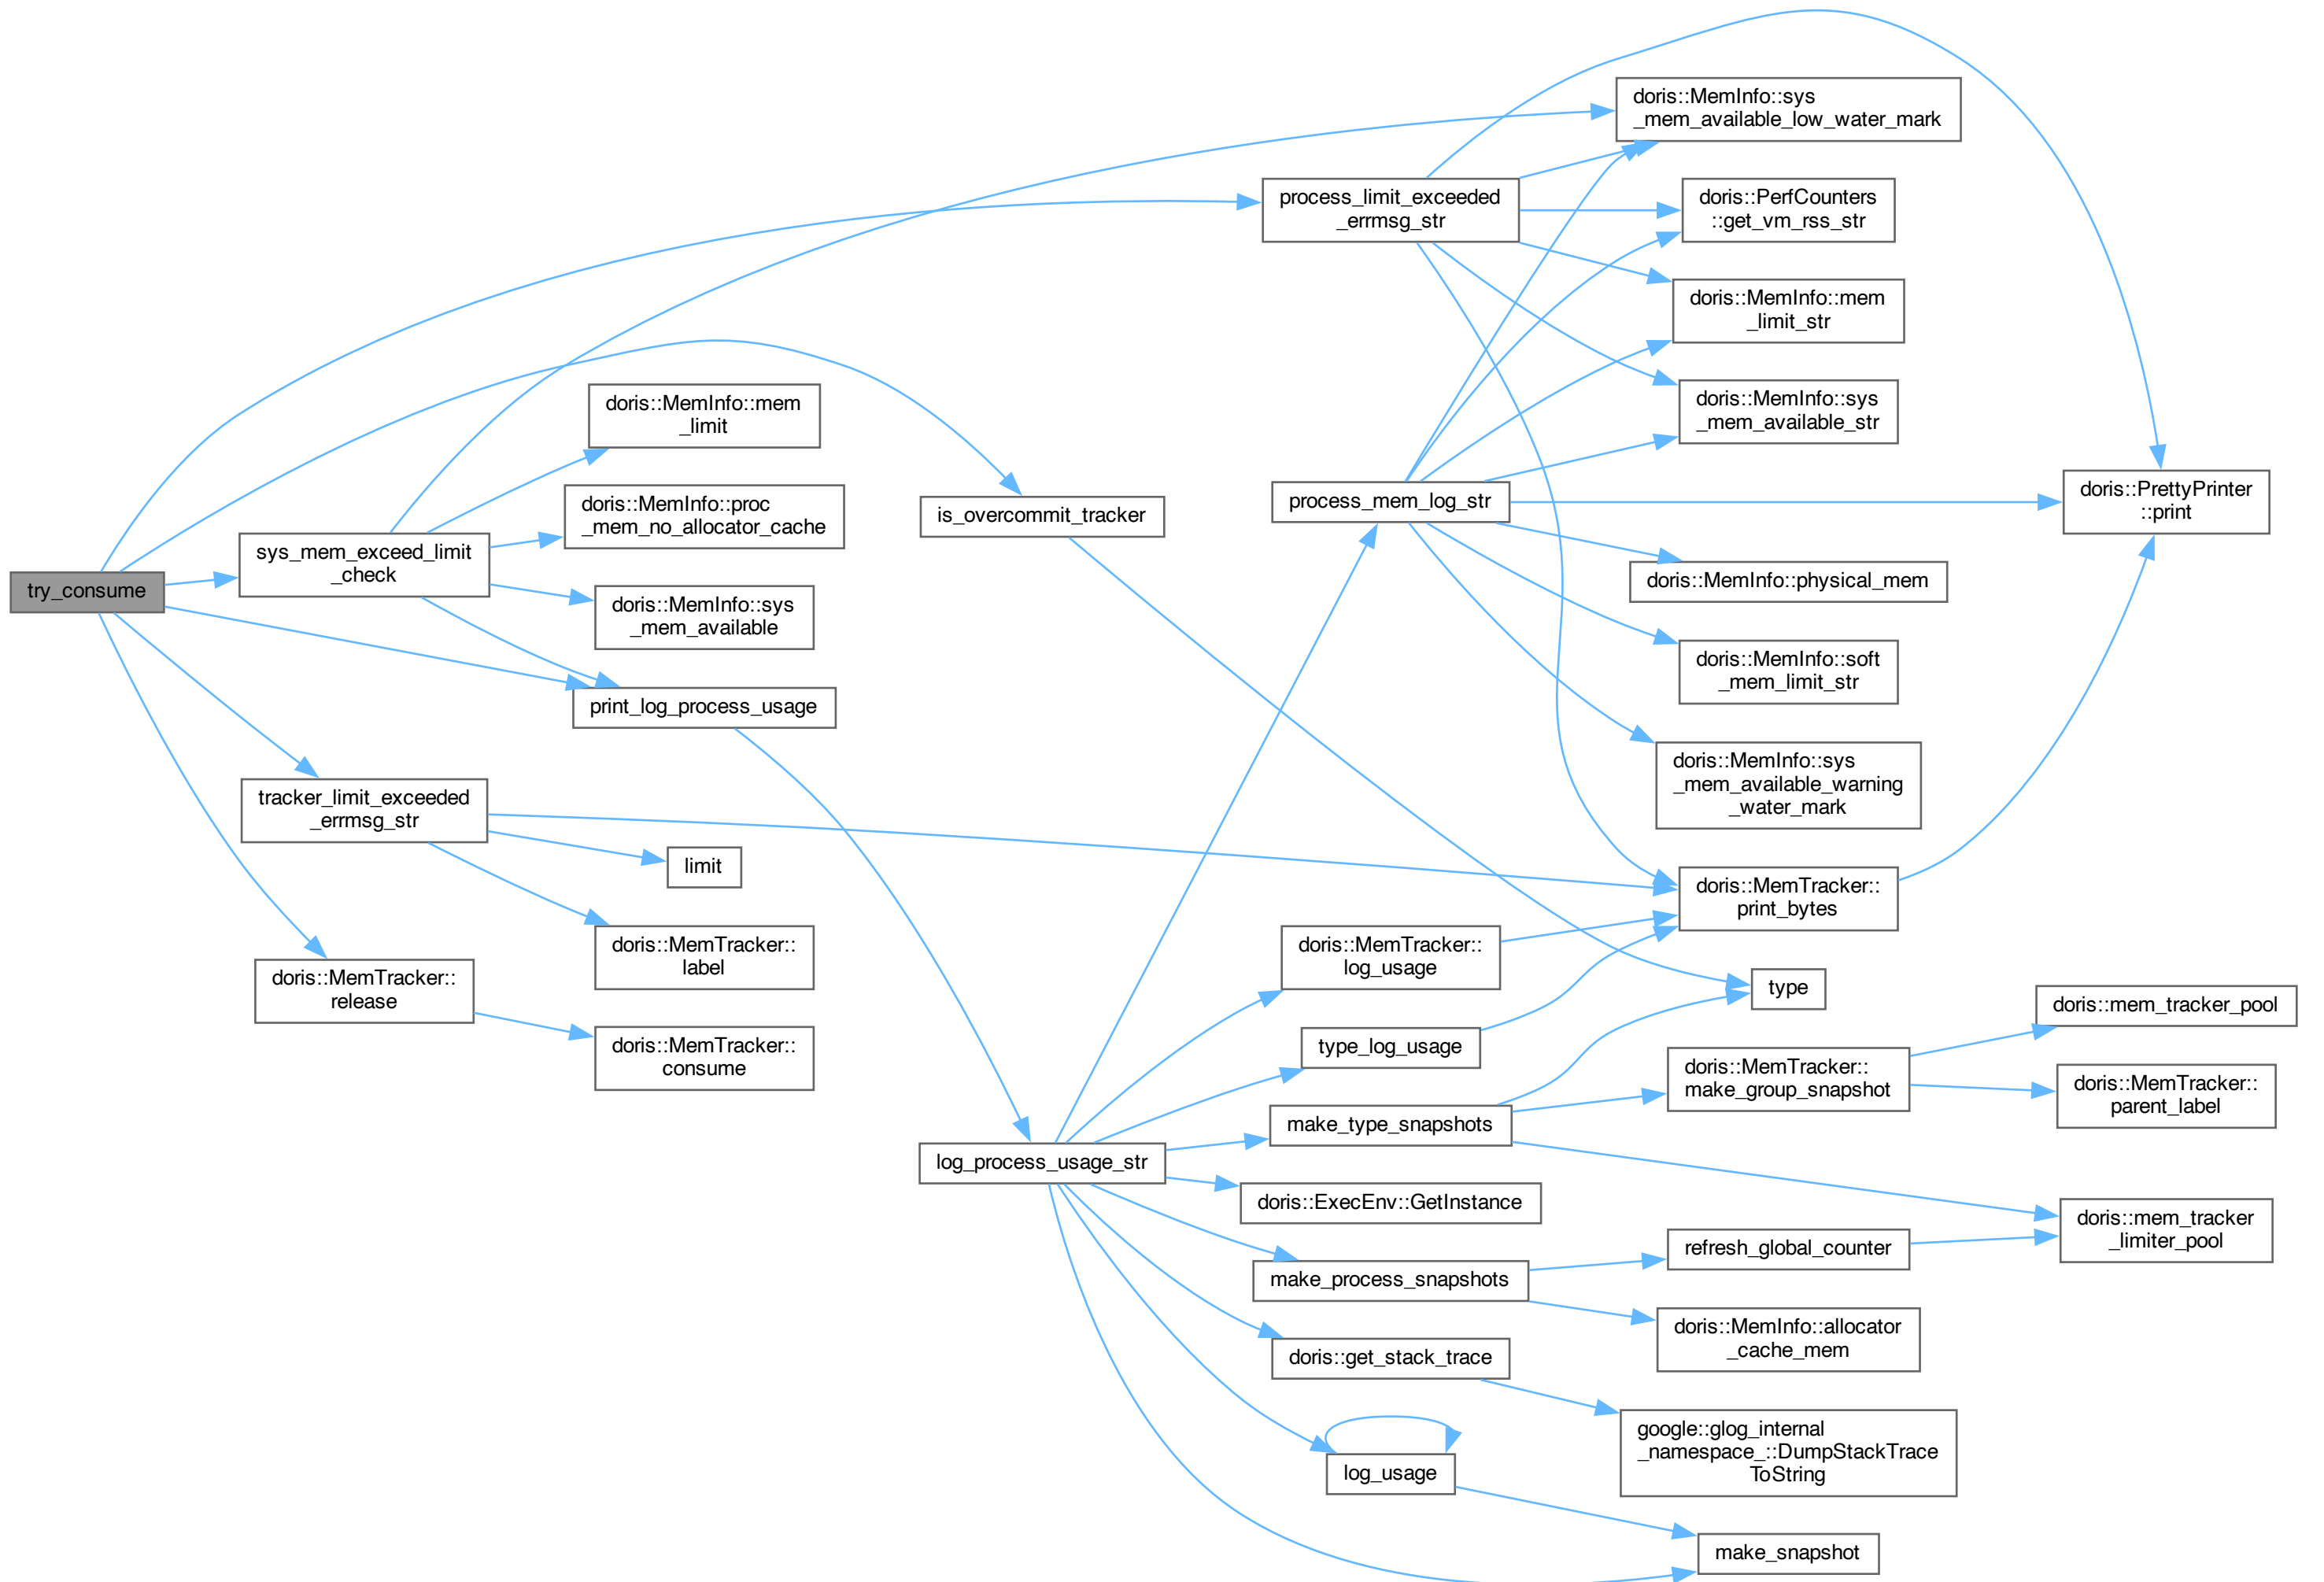 try_consume
sys_mem_exceed_limit
_check
tracker_limit_exceeded
_errmsg_str
doris::MemTracker::
release
doris::MemInfo::mem
_limit
doris::MemInfo::proc
_mem_no_allocator_cache
doris::MemInfo::sys
_mem_available
print_log_process_usage
limit
doris::MemTracker::
label
doris::MemTracker::
consume
is_overcommit_tracker
log_process_usage_str
process_limit_exceeded
_errmsg_str
process_mem_log_str
doris::MemTracker::
log_usage
type_log_usage
make_type_snapshots
doris::ExecEnv::GetInstance
make_process_snapshots
doris::get_stack_trace
log_usage
doris::MemInfo::sys
_mem_available_low_water_mark
doris::PerfCounters
::get_vm_rss_str
doris::MemInfo::mem
_limit_str
doris::MemInfo::sys
_mem_available_str
doris::MemInfo::physical_mem
doris::MemInfo::soft
_mem_limit_str
doris::MemInfo::sys
_mem_available_warning
_water_mark
doris::MemTracker::
print_bytes
type
doris::MemTracker::
make_group_snapshot
refresh_global_counter
doris::MemInfo::allocator
_cache_mem
google::glog_internal
_namespace_::DumpStackTrace
ToString
make_snapshot
doris::PrettyPrinter
::print
doris::mem_tracker_pool
doris::MemTracker::
parent_label
doris::mem_tracker
_limiter_pool